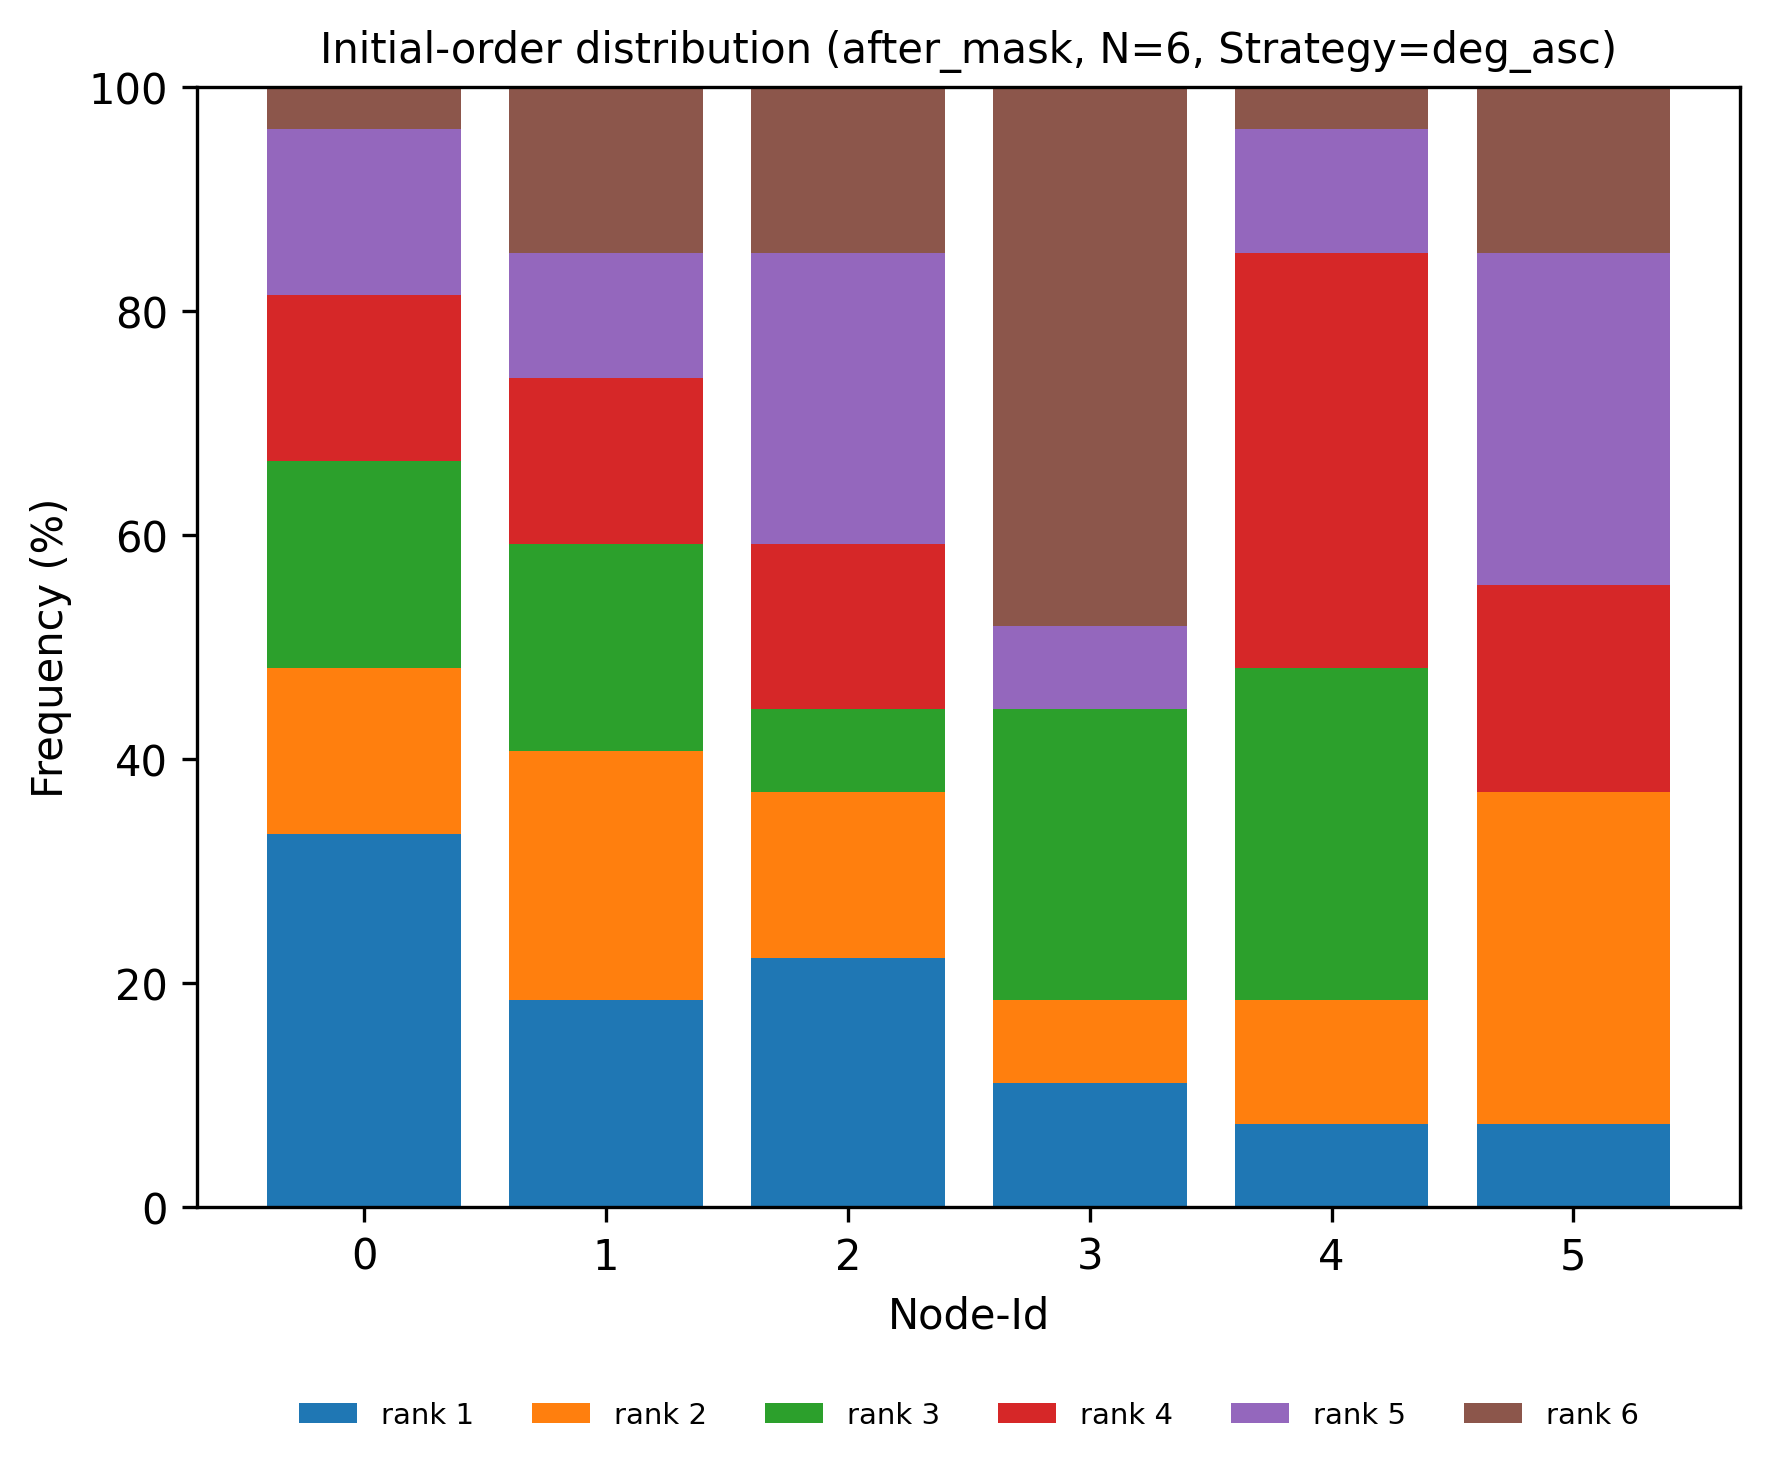 Initial-order distribution (after_mask, N=6, Strategy=deg_asc)
100
80
60
40
20
0
Frequency (%)
0 1 2 3 4 5
Node-Id
rank 1 rank 2 rank 3 rank 4 rank 5 rank 6